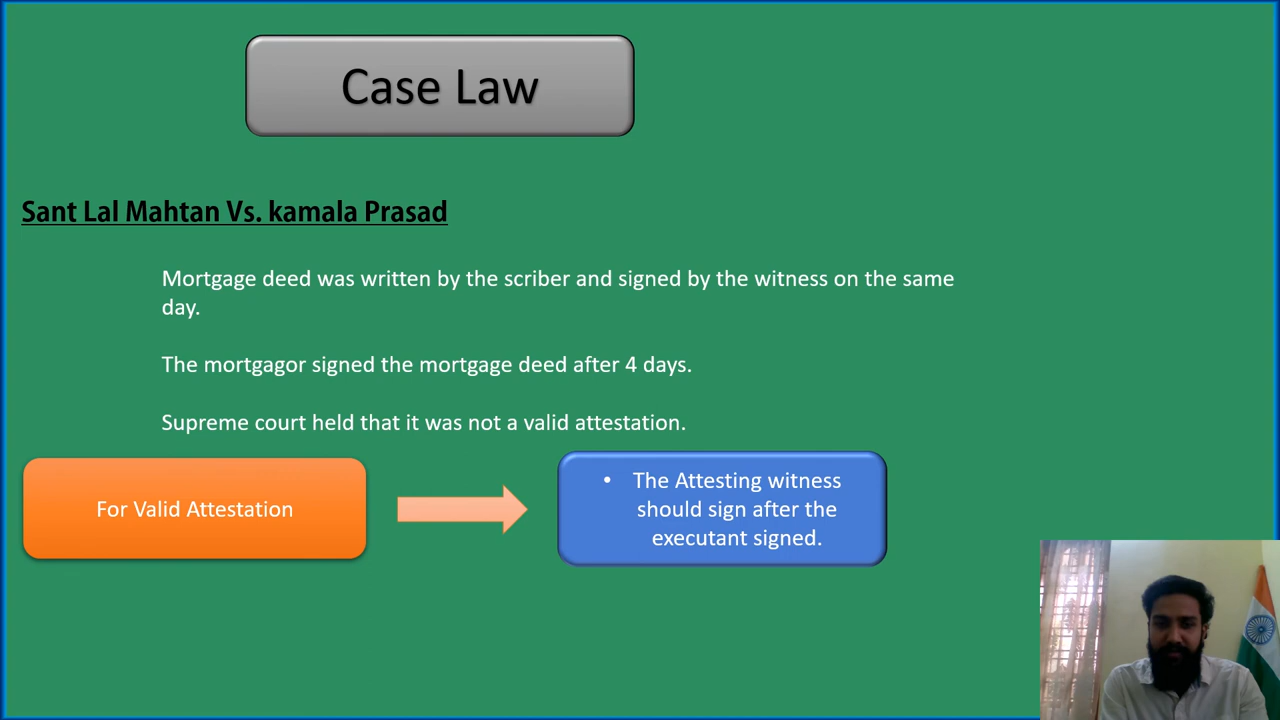 Case Law
Sant Lal Mahtan Vs. kamala Prasad
Mortgage deed was written by the scriber and signed by the witness on the same
day.
The mortgagor signed the mortgage deed after 4 days.
Supreme court held that it was not a valid attestation.
For Valid Attestation
• The Attesting witness
should sign after the
executant signed.